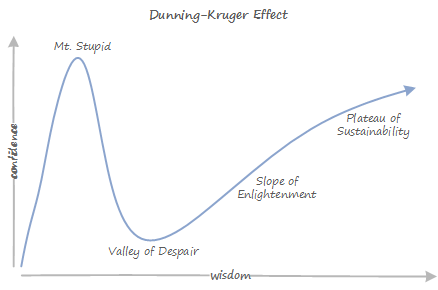 Dunning-Kruger Effect
Mt. Stupid
confidence
Plateau of
Sustainability
Slope of
Enlightenment
Valley of Despair
wisdom